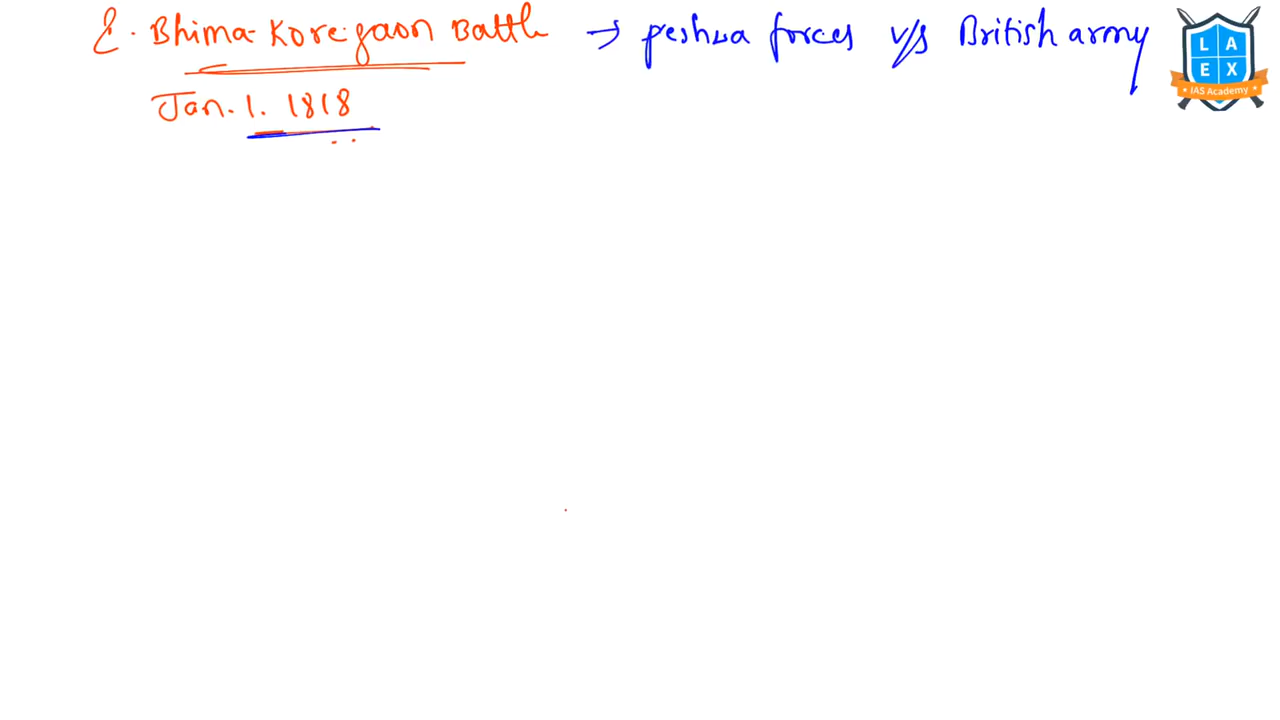 E. Bhima-Koregaon Battle → peshwa forces v/s British army
Jan. 1. 1818
L A
E X
IAS Academy